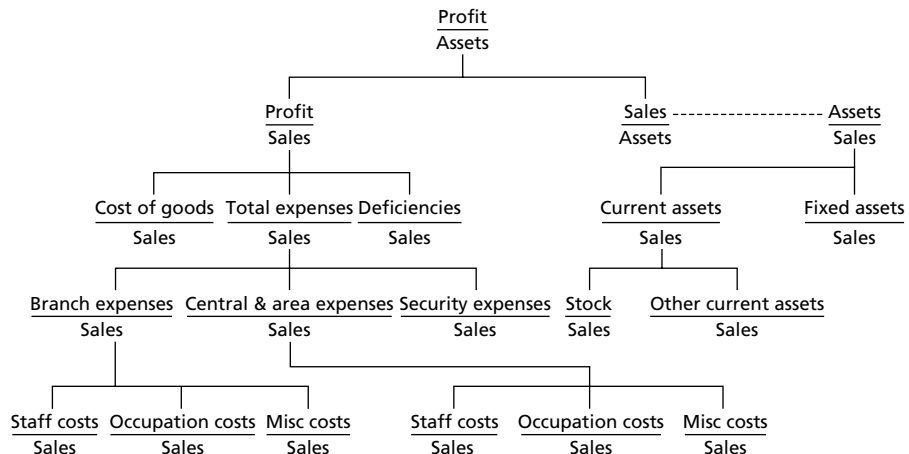 Profit
Assets
Profit
Sales
Sales
Assets
Assets
Sales
Cost of goods
Sales
Total expenses
Sales
Deficiencies
Sales
Current assets
Sales
Fixed assets
Sales
Branch expenses
Sales
Central & area expenses
Sales
Security expenses
Sales
Stock
Sales
Other current assets
Sales
Staff costs
Sales
Occupation costs
Sales
Misc costs
Sales
Staff costs
Sales
Occupation costs
Sales
Misc costs
Sales